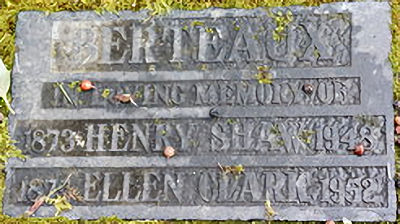 BERTEAUX
IN LOVING MEMORY OF
1873 HENRY SHAW 1948
ELLEN CLARK 1952